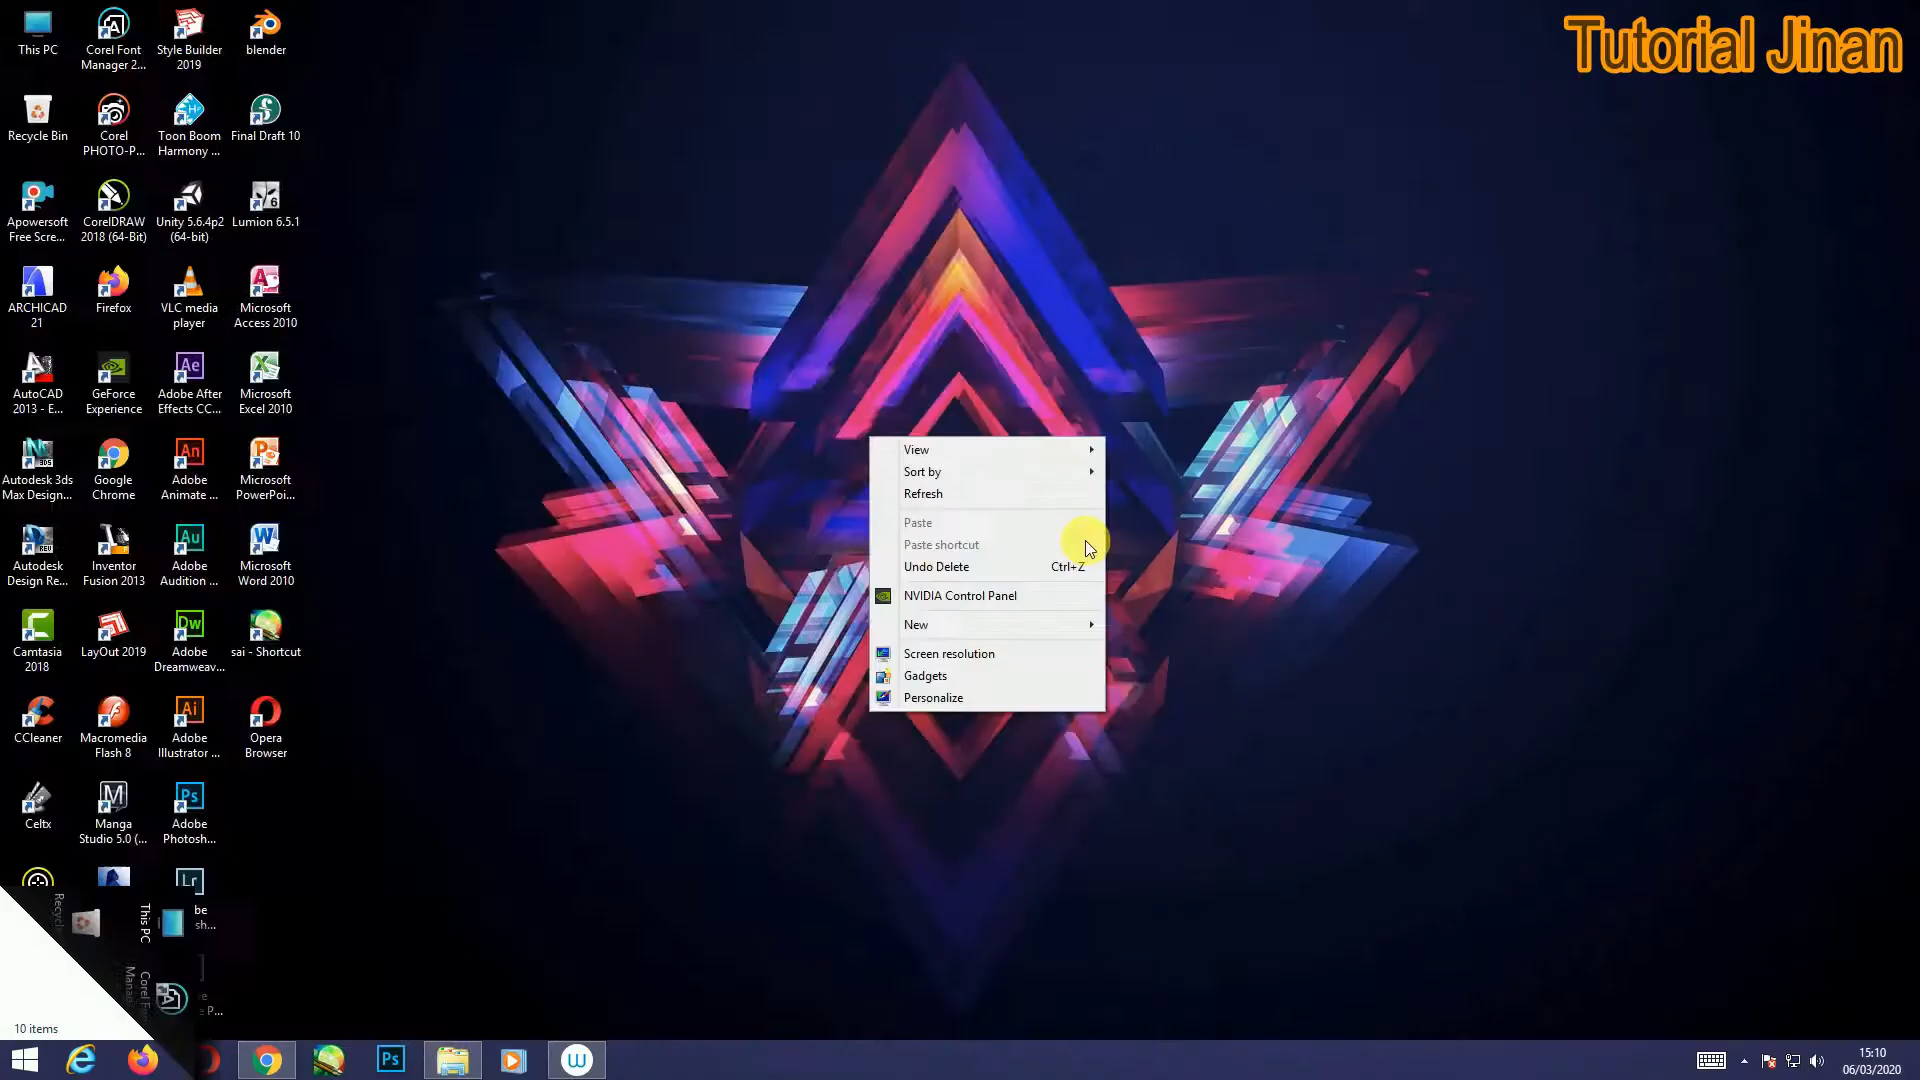 Tutorial Jinan
This PC
Corel Font
Manager 2...
Style Builder
2019
blender
Recycle Bin
Corel
PHOTO-P...
Toon Boom
Harmony ...
Final Draft 10
Apowersoft
Free Scre...
CorelDRAW
2018 (64-Bit)
Unity 5.6.4p2
(64-bit)
Lumion 6.5.1
ARCHICAD
21
Firefox
VLC media
player
Microsoft
Access 2010
AutoCAD
2013 - E...
GeForce
Experience
Adobe After
Effects CC...
Microsoft
Excel 2010
Autodesk 3ds
Max Design...
Google
Chrome
Adobe
Animate ...
Microsoft
PowerPoi...
Autodesk
Design Re...
Inventor
Fusion 2013
Adobe
Audition ...
Microsoft
Word 2010
Camtasia
2018
LayOut 2019
Adobe
Dreamweav...
sai - Shortcut
CCleaner
Macromedia
Flash 8
Adobe
Illustrator ...
Opera
Browser
Celtx
Manga
Studio 5.0 (...
Adobe
Photosh...
View
Sort by
Refresh
Paste
Paste shortcut
Undo Delete Ctrl+Z
NVIDIA Control Panel
New
Screen resolution
Gadgets
Personalize
be
sh...
This PC
10 items
15:10
06/03/2020